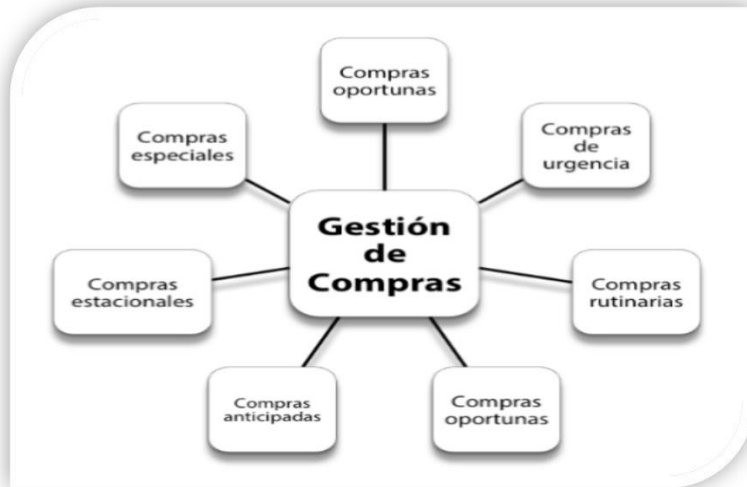 Compras
oportunas
Compras
especiales
Compras
de
urgencia
Gestión
de
Compras
Compras
estacionales
Compras
rutinarias
Compras
anticipadas
Compras
oportunas